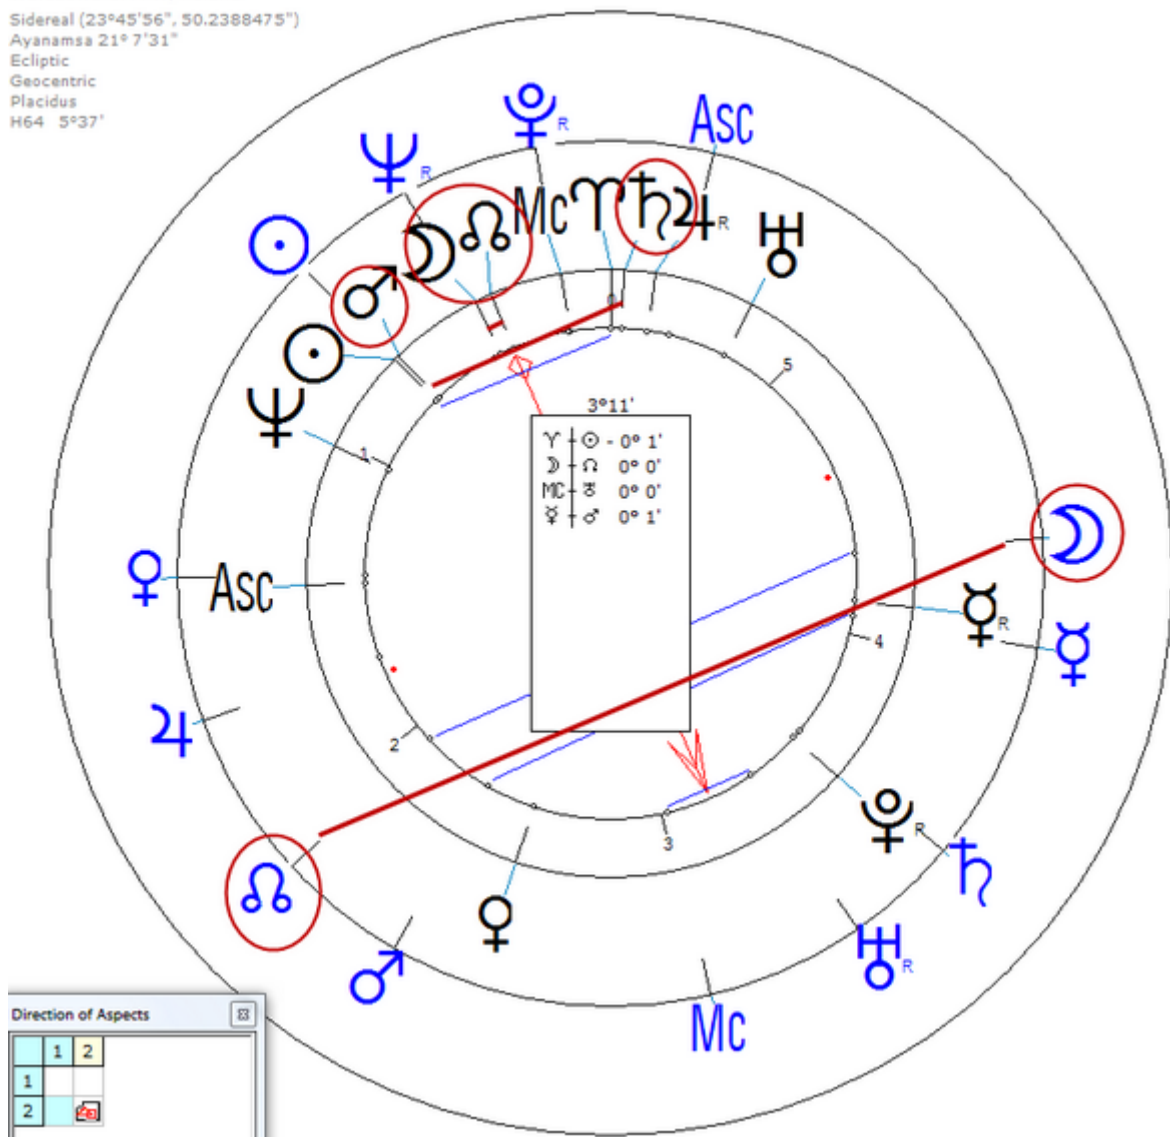 Sidereal (23°45'56", 50.2388475")
Ayanamsa 21° 7'31"
Ecliptic
Geocentric
Placidus
H64 5°37'
♇ R
Asc
♆ R
☉
☽ ☊ Mc ♈ ♄ ♃ R
♅
♂
☉
♆
0
5
1
3°11'
♈ ☉ - 0° 1'
☽ ☊ 0° 0'
MC ♅ 0° 0'
☿ ♂ 0° 1'
☽
♀ Asc
☿ R
☿
4
♃
2
3
♇ R
♄
☊
♀
♂
♅ R
Mc
Direction of Aspects
1 2
1
2